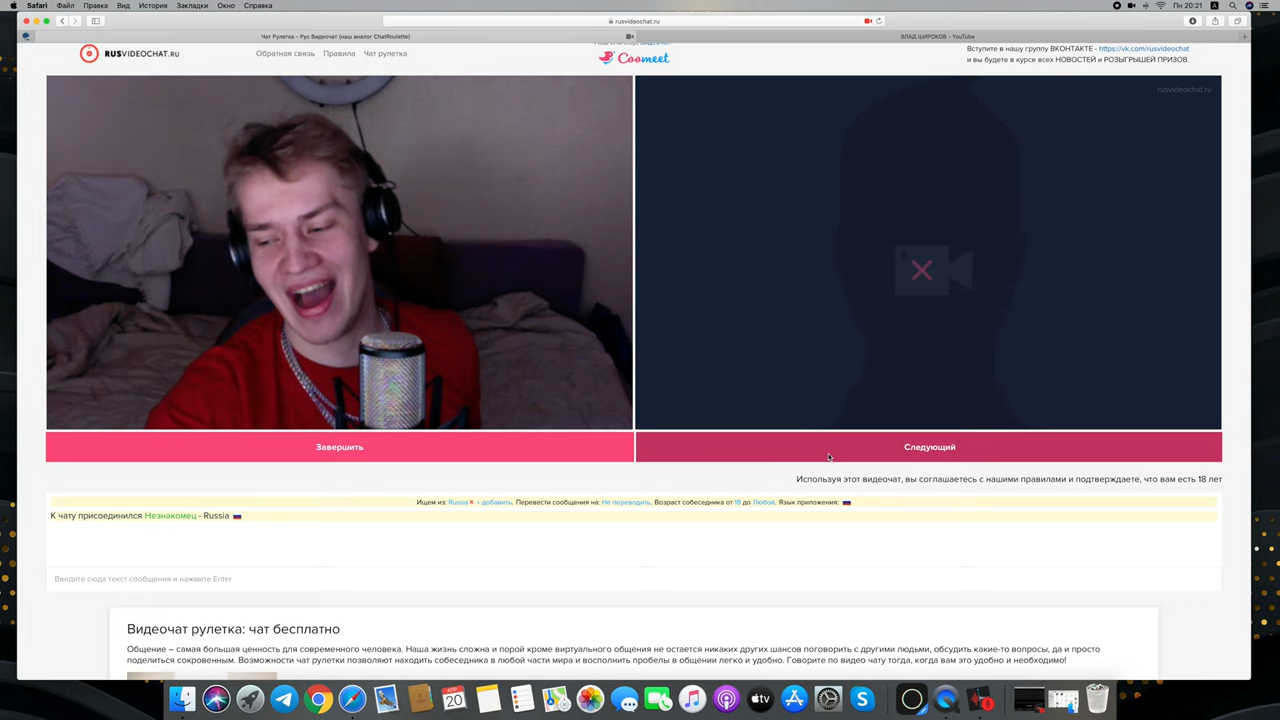 Safari Файл Правка Вид История Закладки Окно Справка
Пн 20:21
A
rusvideochat.ru
Чат Рулетка - Рус Видеочат (наш аналог ChatRoulette)
ВЛАД ШИРОКОВ - YouTube
RUSVIDEOCHAT.RU
Обратная связь Правила Чат рулетка
Coomeet
Вступите в нашу группу ВКОНТАКТЕ - https://vk.com/rusvideochat
и вы будете в курсе всех НОВОСТЕЙ и РОЗЫГРЫШЕЙ ПРИЗОВ.
rusvideochat.ru
Завершить
Следующий
Используя этот видеочат, вы соглашаетесь с нашими правилами и подтверждаете, что вам есть 18 лет
Ищем из: Russia × + добавить. Перевести сообщения на: Не переводить. Возраст собеседника от 18 до Любой. Язык приложения:
К чату присоединился Незнакомец - Russia
Введите сюда текст сообщения и нажмите Enter
Видеочат рулетка: чат бесплатно
Общение – самая большая ценность для современного человека. Наша жизнь сложна и порой кроме виртуального общения не остается никаких других шансов поговорить с другими людьми, обсудить какие-то вопросы, да и просто
поделиться сокровенным. Возможности чат рулетки позволяют находить собеседника в любой части мира и восполнить пробелы в общении легко и удобно. Говорите по видео чату тогда, когда вам это удобно и необходимо!
АПР
20
tv